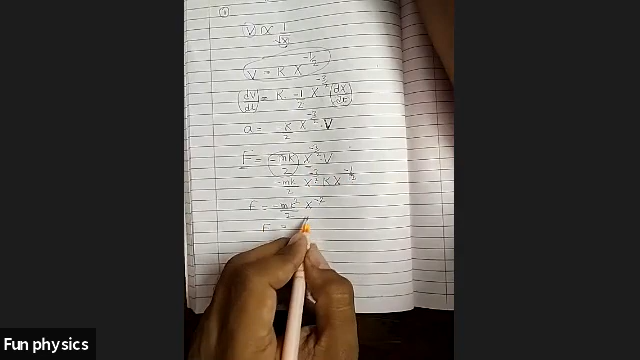 V ∝ 1/√x
V = K X^-1/2
dV/dt = K -1/2 X^-3/2 dX/dt
a = -K/2 X^-3/2 · V
F = -mk/2 X^-3/2 V
-mk/2 X^-3/2 K X^-1/2
F = -mk²/2 X^-2
F =
Fun physics